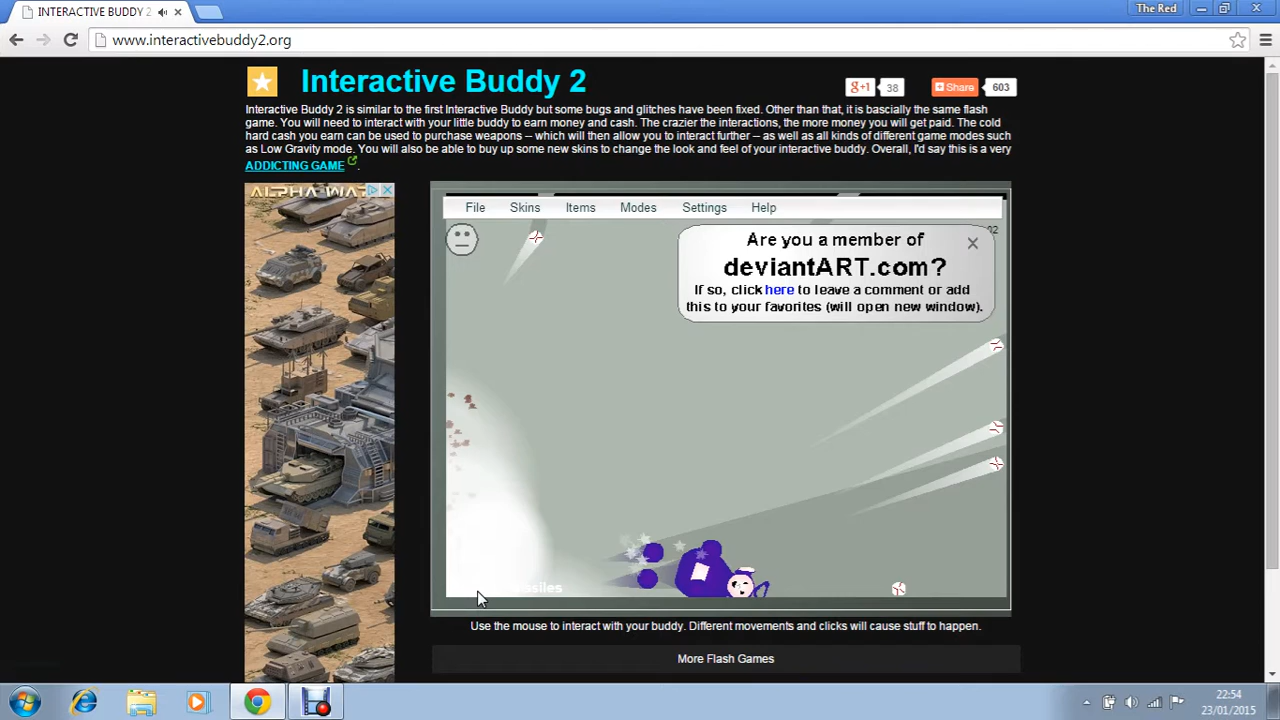 INTERACTIVE BUDDY 2
The Red
www.interactivebuddy2.org
Interactive Buddy 2
g+1 38
Share 603
Interactive Buddy 2 is similar to the first Interactive Buddy but some bugs and glitches have been fixed. Other than that, it is bascially the same flash
game. You will need to interact with your little buddy to earn money and cash. The crazier the interactions, the more money you will get paid. The cold
hard cash you earn can be used to purchase weapons -- which will then allow you to interact further -- as well as all kinds of different game modes such
as Low Gravity mode. You will also be able to buy up some new skins to change the look and feel of your interactive buddy. Overall, I'd say this is a very
ADDICTING GAME.
File Skins Items Modes Settings Help
Are you a member of
deviantART.com?
If so, click here to leave a comment or add
this to your favorites (will open new window).
Use the mouse to interact with your buddy. Different movements and clicks will cause stuff to happen.
More Flash Games
22:54
23/01/2015